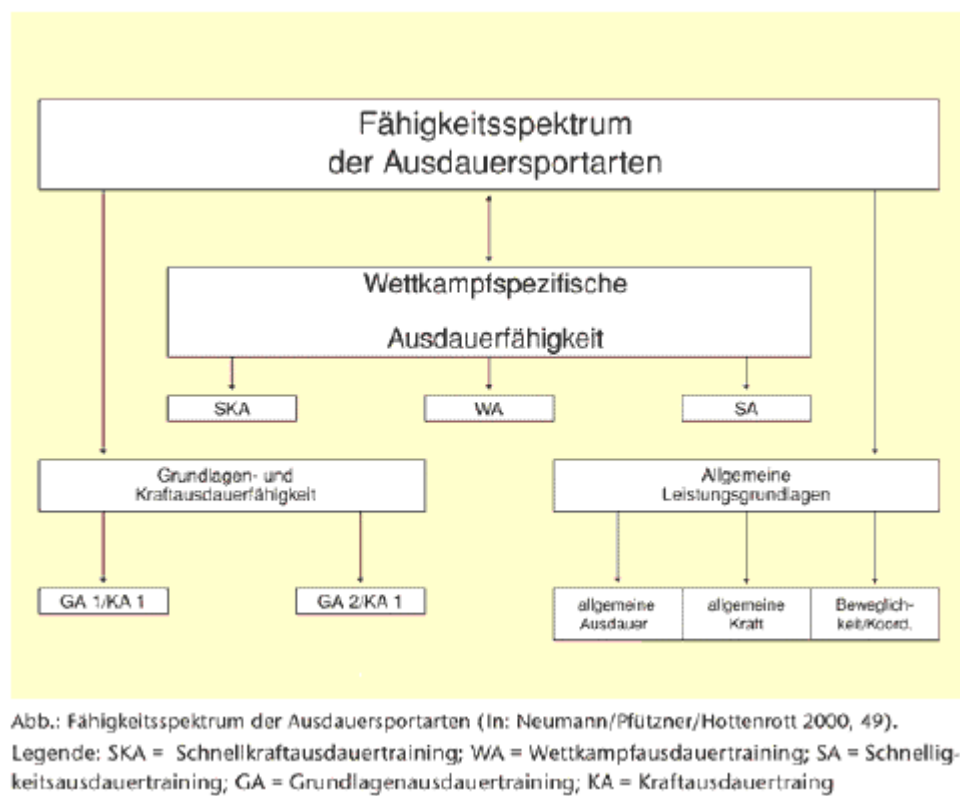 Fähigkeitsspektrum
der Ausdauersportarten
Wettkampfspezifische
Ausdauerfähigkeit
SKA
WA
SA
Grundlagen- und
Kraftausdauerfähigkeit
Allgemeine
Leistungsgrundlagen
GA 1/KA 1
GA 2/KA 1
allgemeine
Ausdauer
allgemeine
Kraft
Beweglich-
keit/Koord.
Abb.: Fähigkeitsspektrum der Ausdauersportarten (In: Neumann/Pfützner/Hottenrott 2000, 49).
Legende: SKA = Schnellkraftausdauertraining; WA = Wettkampfausdauertraining; SA = Schnellig-
keitsausdauertraining; GA = Grundlagenausdauertraining; KA = Kraftausdauertraing